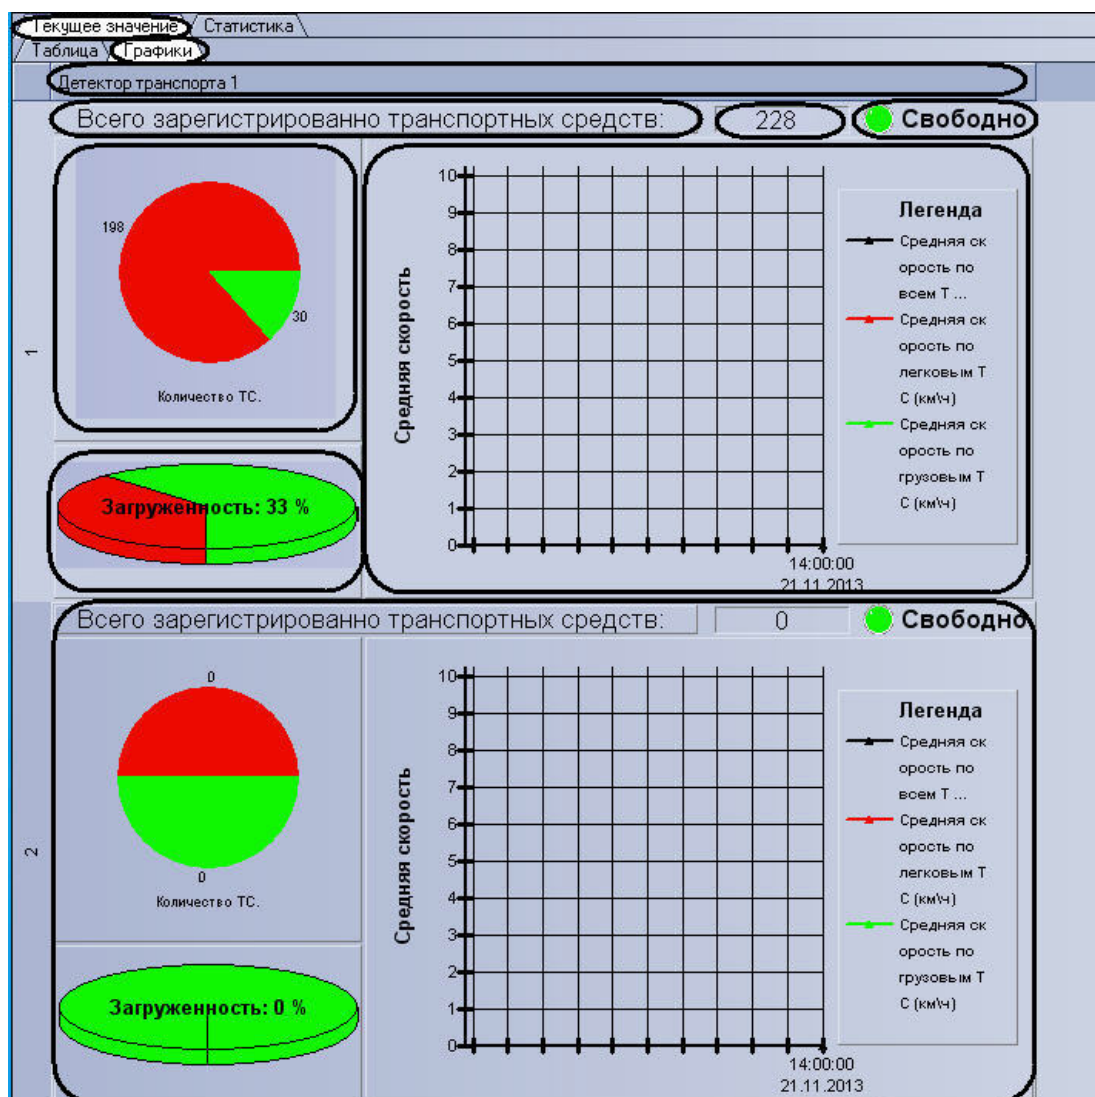 Текущее значение Статистика
Таблица Графики
Детектор транспорта 1
Всего зарегистрированно транспортных средств: 228 Свободно
1
198
30
Количество ТС.
Загруженность: 33 %
Средняя скорость
10
9
8
7
6
5
4
3
2
1
0
14:00:00
21.11.2013
Легенда
Средняя ск
орость по
всем Т ...
Средняя ск
орость по
легковым Т
С (км\ч)
Средняя ск
орость по
грузовым Т
С (км\ч)
Всего зарегистрированно транспортных средств: 0 Свободно
2
0
0
Количество ТС.
Загруженность: 0 %
Средняя скорость
10
9
8
7
6
5
4
3
2
1
0
14:00:00
21.11.2013
Легенда
Средняя ск
орость по
всем Т ...
Средняя ск
орость по
легковым Т
С (км\ч)
Средняя ск
орость по
грузовым Т
С (км\ч)